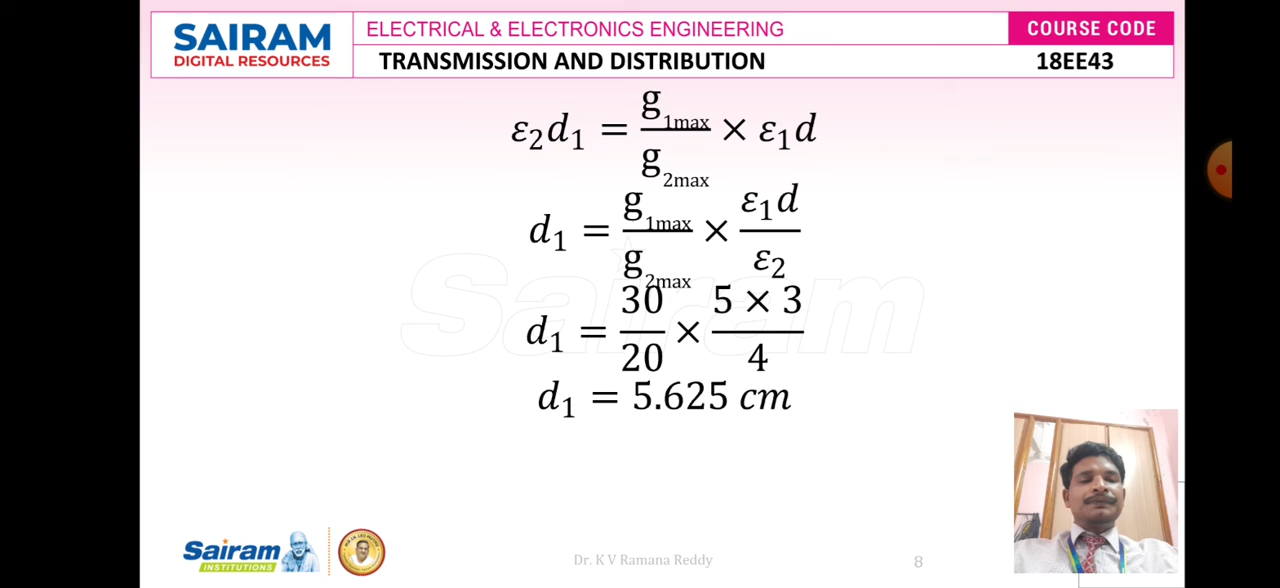 SAIRAM
DIGITAL RESOURCES
ELECTRICAL & ELECTRONICS ENGINEERING
COURSE CODE
TRANSMISSION AND DISTRIBUTION
18EE43
ε₂d₁ = g₁max / g₂max × ε₁d
d₁ = g₁max / g₂max × ε₁d / ε₂
d₁ = 30 / 20 × 5 × 3 / 4
d₁ = 5.625 cm
Sairam
Sairam
INSTITUTIONS
Dr. K V Ramana Reddy
8